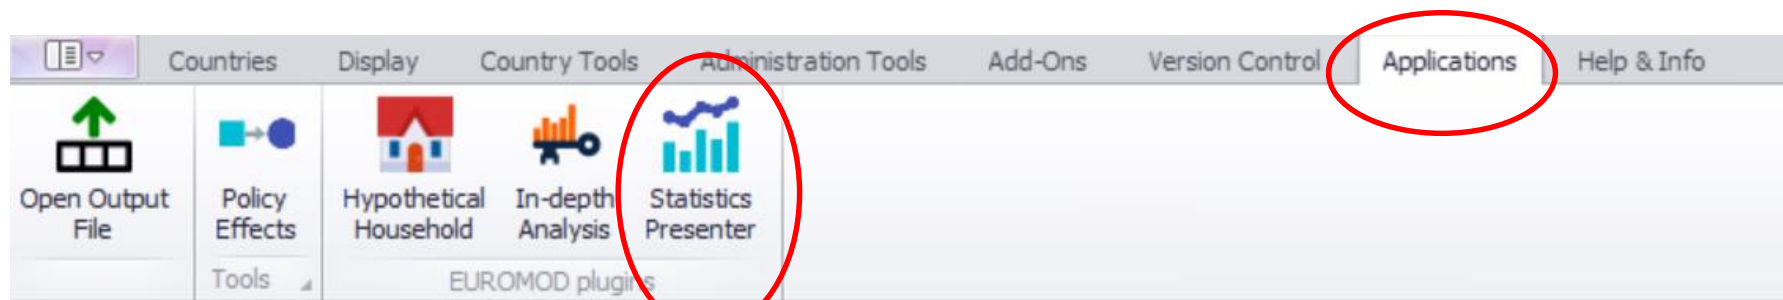 Countries Display Country Tools Administration Tools Add-Ons Version Control Applications Help & Info
Open Output File
Policy Effects
Hypothetical Household
In-depth Analysis
Statistics Presenter
Tools
EUROMOD plugins